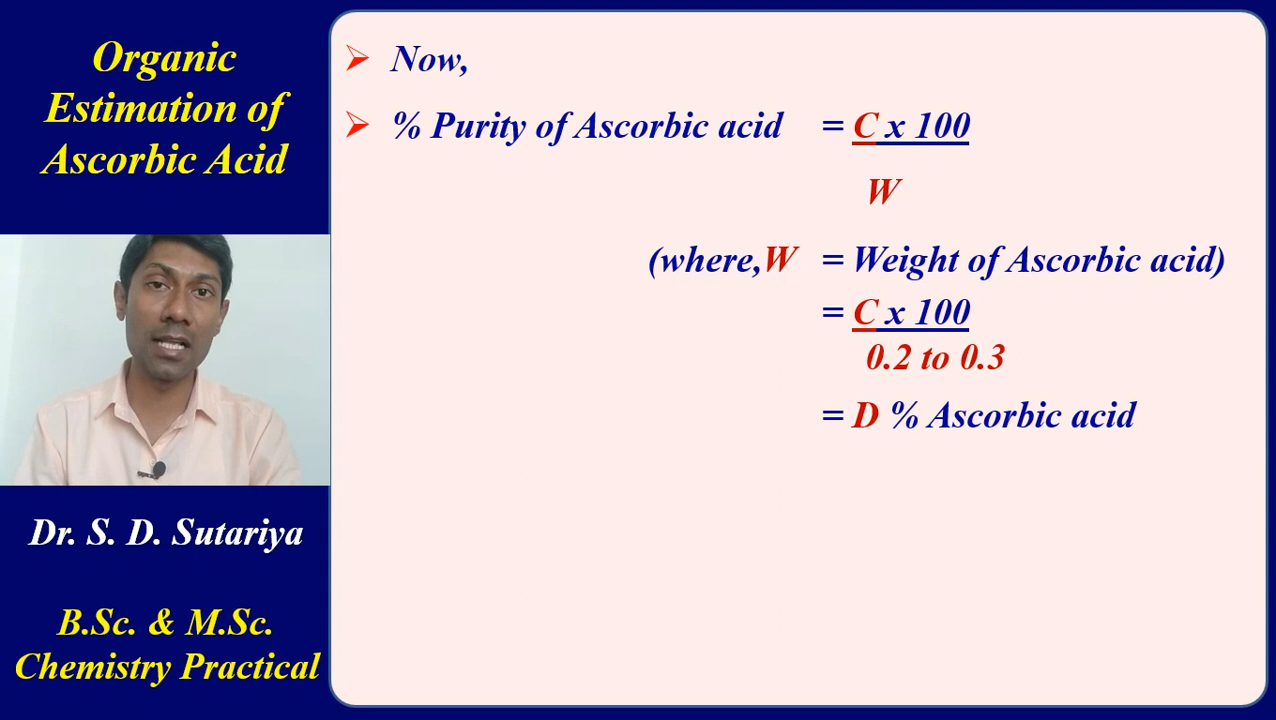 Organic
Estimation of
Ascorbic Acid
Dr. S. D. Sutariya
B.Sc. & M.Sc.
Chemistry Practical
Now,
% Purity of Ascorbic acid = C x 100
W
(where,W = Weight of Ascorbic acid)
= C x 100
0.2 to 0.3
= D % Ascorbic acid